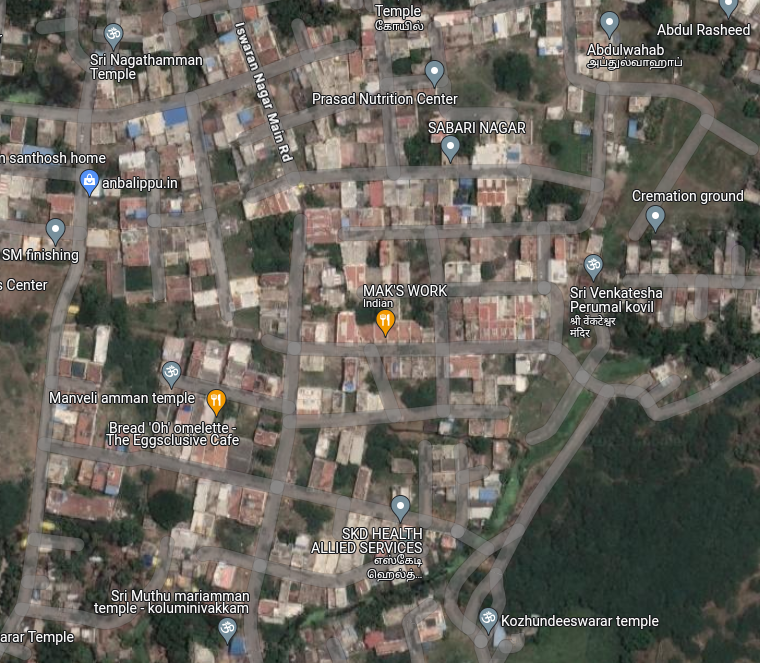 Temple
கோயில்
Sri Nagathamman
Temple
Iswaran Nagar Main Rd
Abdul Rasheed
Abdulwahab
அப்துல்வாஹாப்
Prasad Nutrition Center
SABARI NAGAR
n santhosh home
anbalippu.in
Cremation ground
SM finishing
s Center
MAK'S WORK
Indian
Sri Venkatesha
Perumal kovil
श्री वेंकटेश्वर
मंदिर
Manveli amman temple
Bread 'Oh' omelette -
The Eggsclusive Cafe
SKD HEALTH
ALLIED SERVICES
எஸ்கேடி
ஹெல்த்...
Sri Muthu mariamman
temple - koluminivakkam
Kozhundeeswarar temple
arar Temple